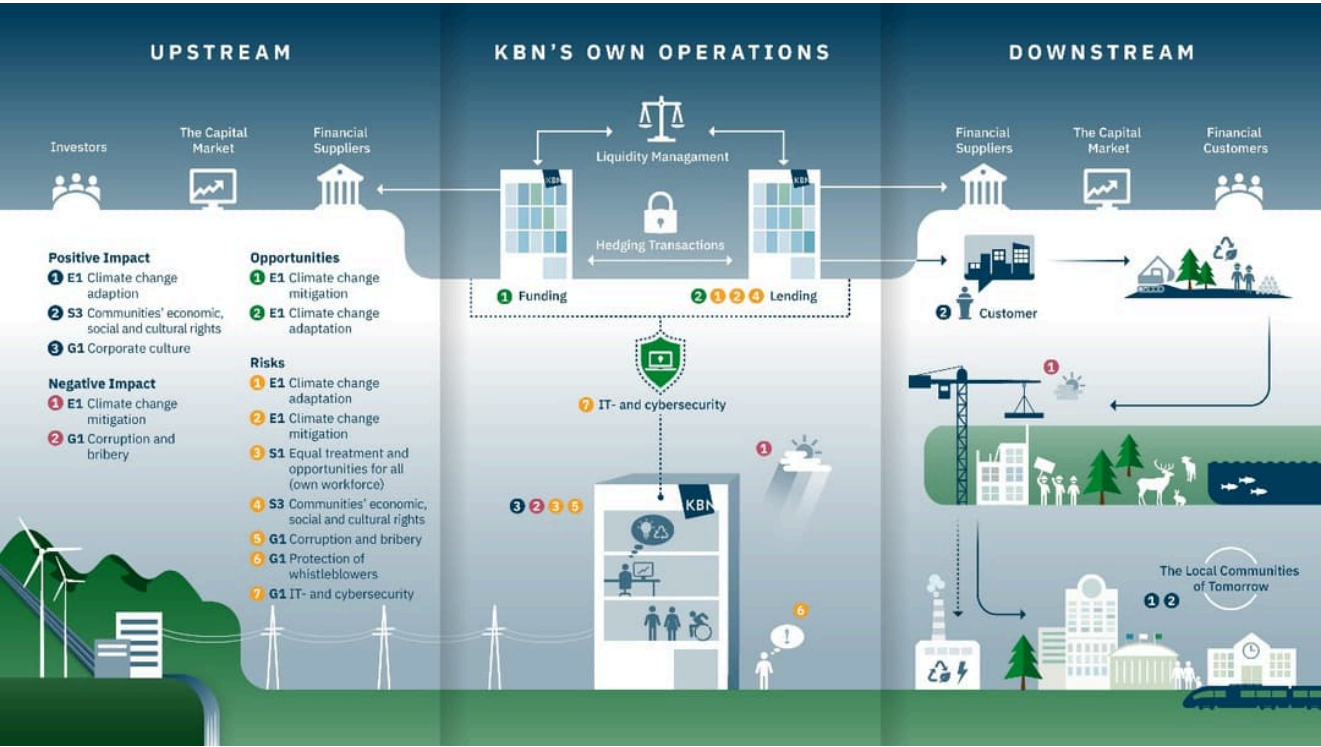 UPSTREAM
KBN'S OWN OPERATIONS
DOWNSTREAM
Investors
The Capital
Market
Financial
Suppliers
Positive Impact
1 E1 Climate change
adaption
2 S3 Communities' economic,
social and cultural rights
3 G1 Corporate culture
Negative Impact
1 E1 Climate change
mitigation
2 G1 Corruption and
bribery
Opportunities
1 E1 Climate change
mitigation
2 E1 Climate change
adaptation
Risks
1 E1 Climate change
adaptation
2 E1 Climate change
mitigation
3 S1 Equal treatment and
opportunities for all
(own workforce)
4 S3 Communities' economic,
social and cultural rights
5 G1 Corruption and bribery
6 G1 Protection of
whistleblowers
7 G1 IT- and cybersecurity
Liquidity Managament
KBN
KBN
Hedging Transactions
1 Funding
2 1 2 4 Lending
7 IT- and cybersecurity
1
3 2 3 5
KBN
6
!
Financial
Suppliers
The Capital
Market
Financial
Customers
2 Customer
1
The Local Communities
of Tomorrow
1 2